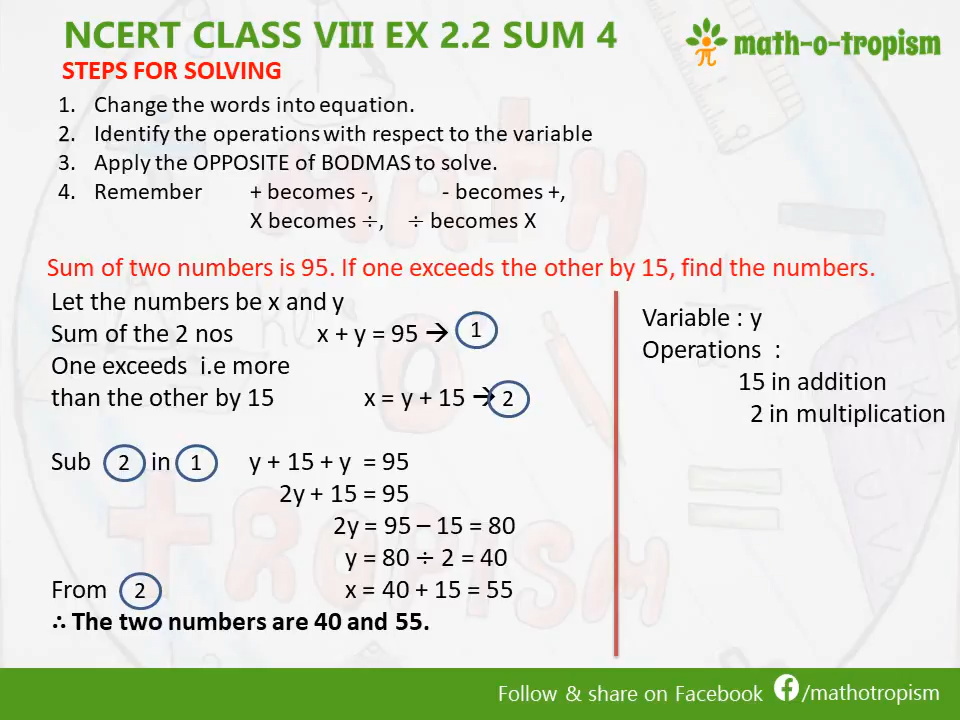 NCERT CLASS VIII EX 2.2 SUM 4
math-o-tropism
STEPS FOR SOLVING
1. Change the words into equation.
2. Identify the operations with respect to the variable
3. Apply the OPPOSITE of BODMAS to solve.
4. Remember + becomes -, - becomes +,
X becomes ÷, ÷ becomes X
Sum of two numbers is 95. If one exceeds the other by 15, find the numbers.
Let the numbers be x and y
Sum of the 2 nos x + y = 95 → 1
One exceeds i.e more
than the other by 15 x = y + 15 → 2
Sub 2 in 1 y + 15 + y = 95
2y + 15 = 95
2y = 95 – 15 = 80
y = 80 ÷ 2 = 40
From 2 x = 40 + 15 = 55
∴ The two numbers are 40 and 55.
Variable : y
Operations :
15 in addition
2 in multiplication
MATH
O
TROPISM
Follow & share on Facebook /mathotropism